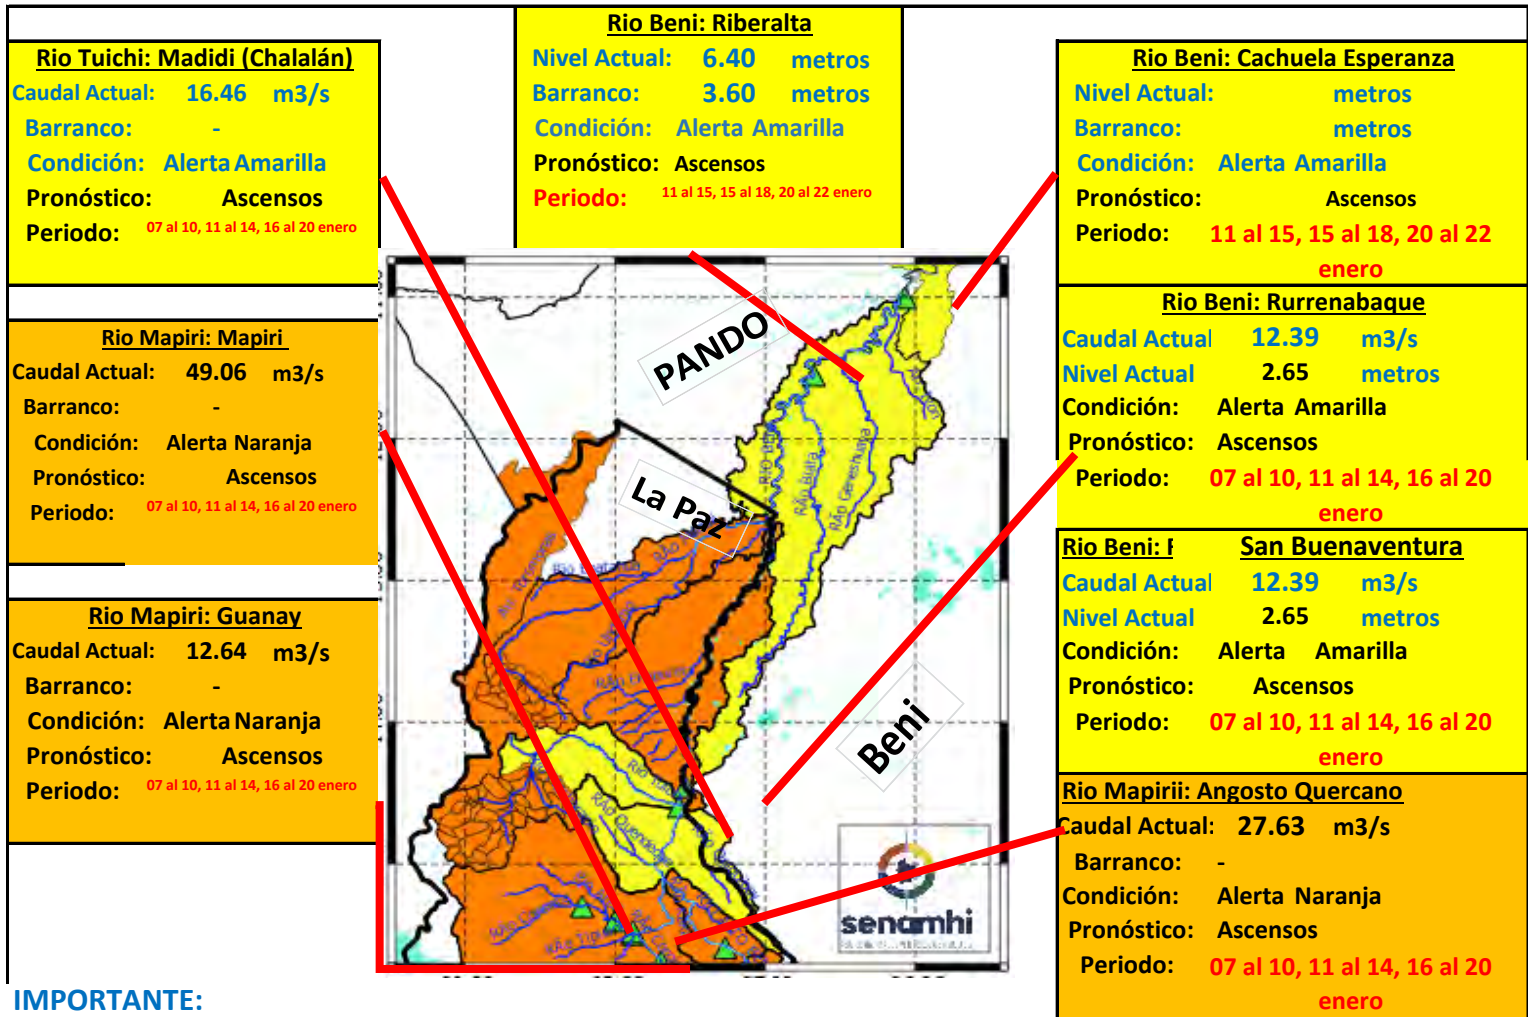 Rio Tuichi: Madidi (Chalalán)
Caudal Actual: 16.46 m3/s
Barranco: -
Condición: Alerta Amarilla
Pronóstico: Ascensos
Periodo: 07 al 10, 11 al 14, 16 al 20 enero
Rio Mapiri: Mapiri
Caudal Actual: 49.06 m3/s
Barranco: -
Condición: Alerta Naranja
Pronóstico: Ascensos
Periodo: 07 al 10, 11 al 14, 16 al 20 enero
Rio Mapiri: Guanay
Caudal Actual: 12.64 m3/s
Barranco: -
Condición: Alerta Naranja
Pronóstico: Ascensos
Periodo: 07 al 10, 11 al 14, 16 al 20 enero
Rio Beni: Riberalta
Nivel Actual: 6.40 metros
Barranco: 3.60 metros
Condición: Alerta Amarilla
Pronóstico: Ascensos
Periodo: 11 al 15, 15 al 18, 20 al 22 enero
PANDO
La Paz
Beni
senamhi
Rio Beni: Cachuela Esperanza
Nivel Actual: metros
Barranco: metros
Condición: Alerta Amarilla
Pronóstico: Ascensos
Periodo: 11 al 15, 15 al 18, 20 al 22
enero
Rio Beni: Rurrenabaque
Caudal Actual 12.39 m3/s
Nivel Actual 2.65 metros
Condición: Alerta Amarilla
Pronóstico: Ascensos
Periodo: 07 al 10, 11 al 14, 16 al 20
enero
Rio Beni: San Buenaventura
Caudal Actual 12.39 m3/s
Nivel Actual 2.65 metros
Condición: Alerta Amarilla
Pronóstico: Ascensos
Periodo: 07 al 10, 11 al 14, 16 al 20
enero
Rio Mapirii: Angosto Quercano
Caudal Actual: 27.63 m3/s
Barranco: -
Condición: Alerta Naranja
Pronóstico: Ascensos
Periodo: 07 al 10, 11 al 14, 16 al 20
enero
IMPORTANTE: